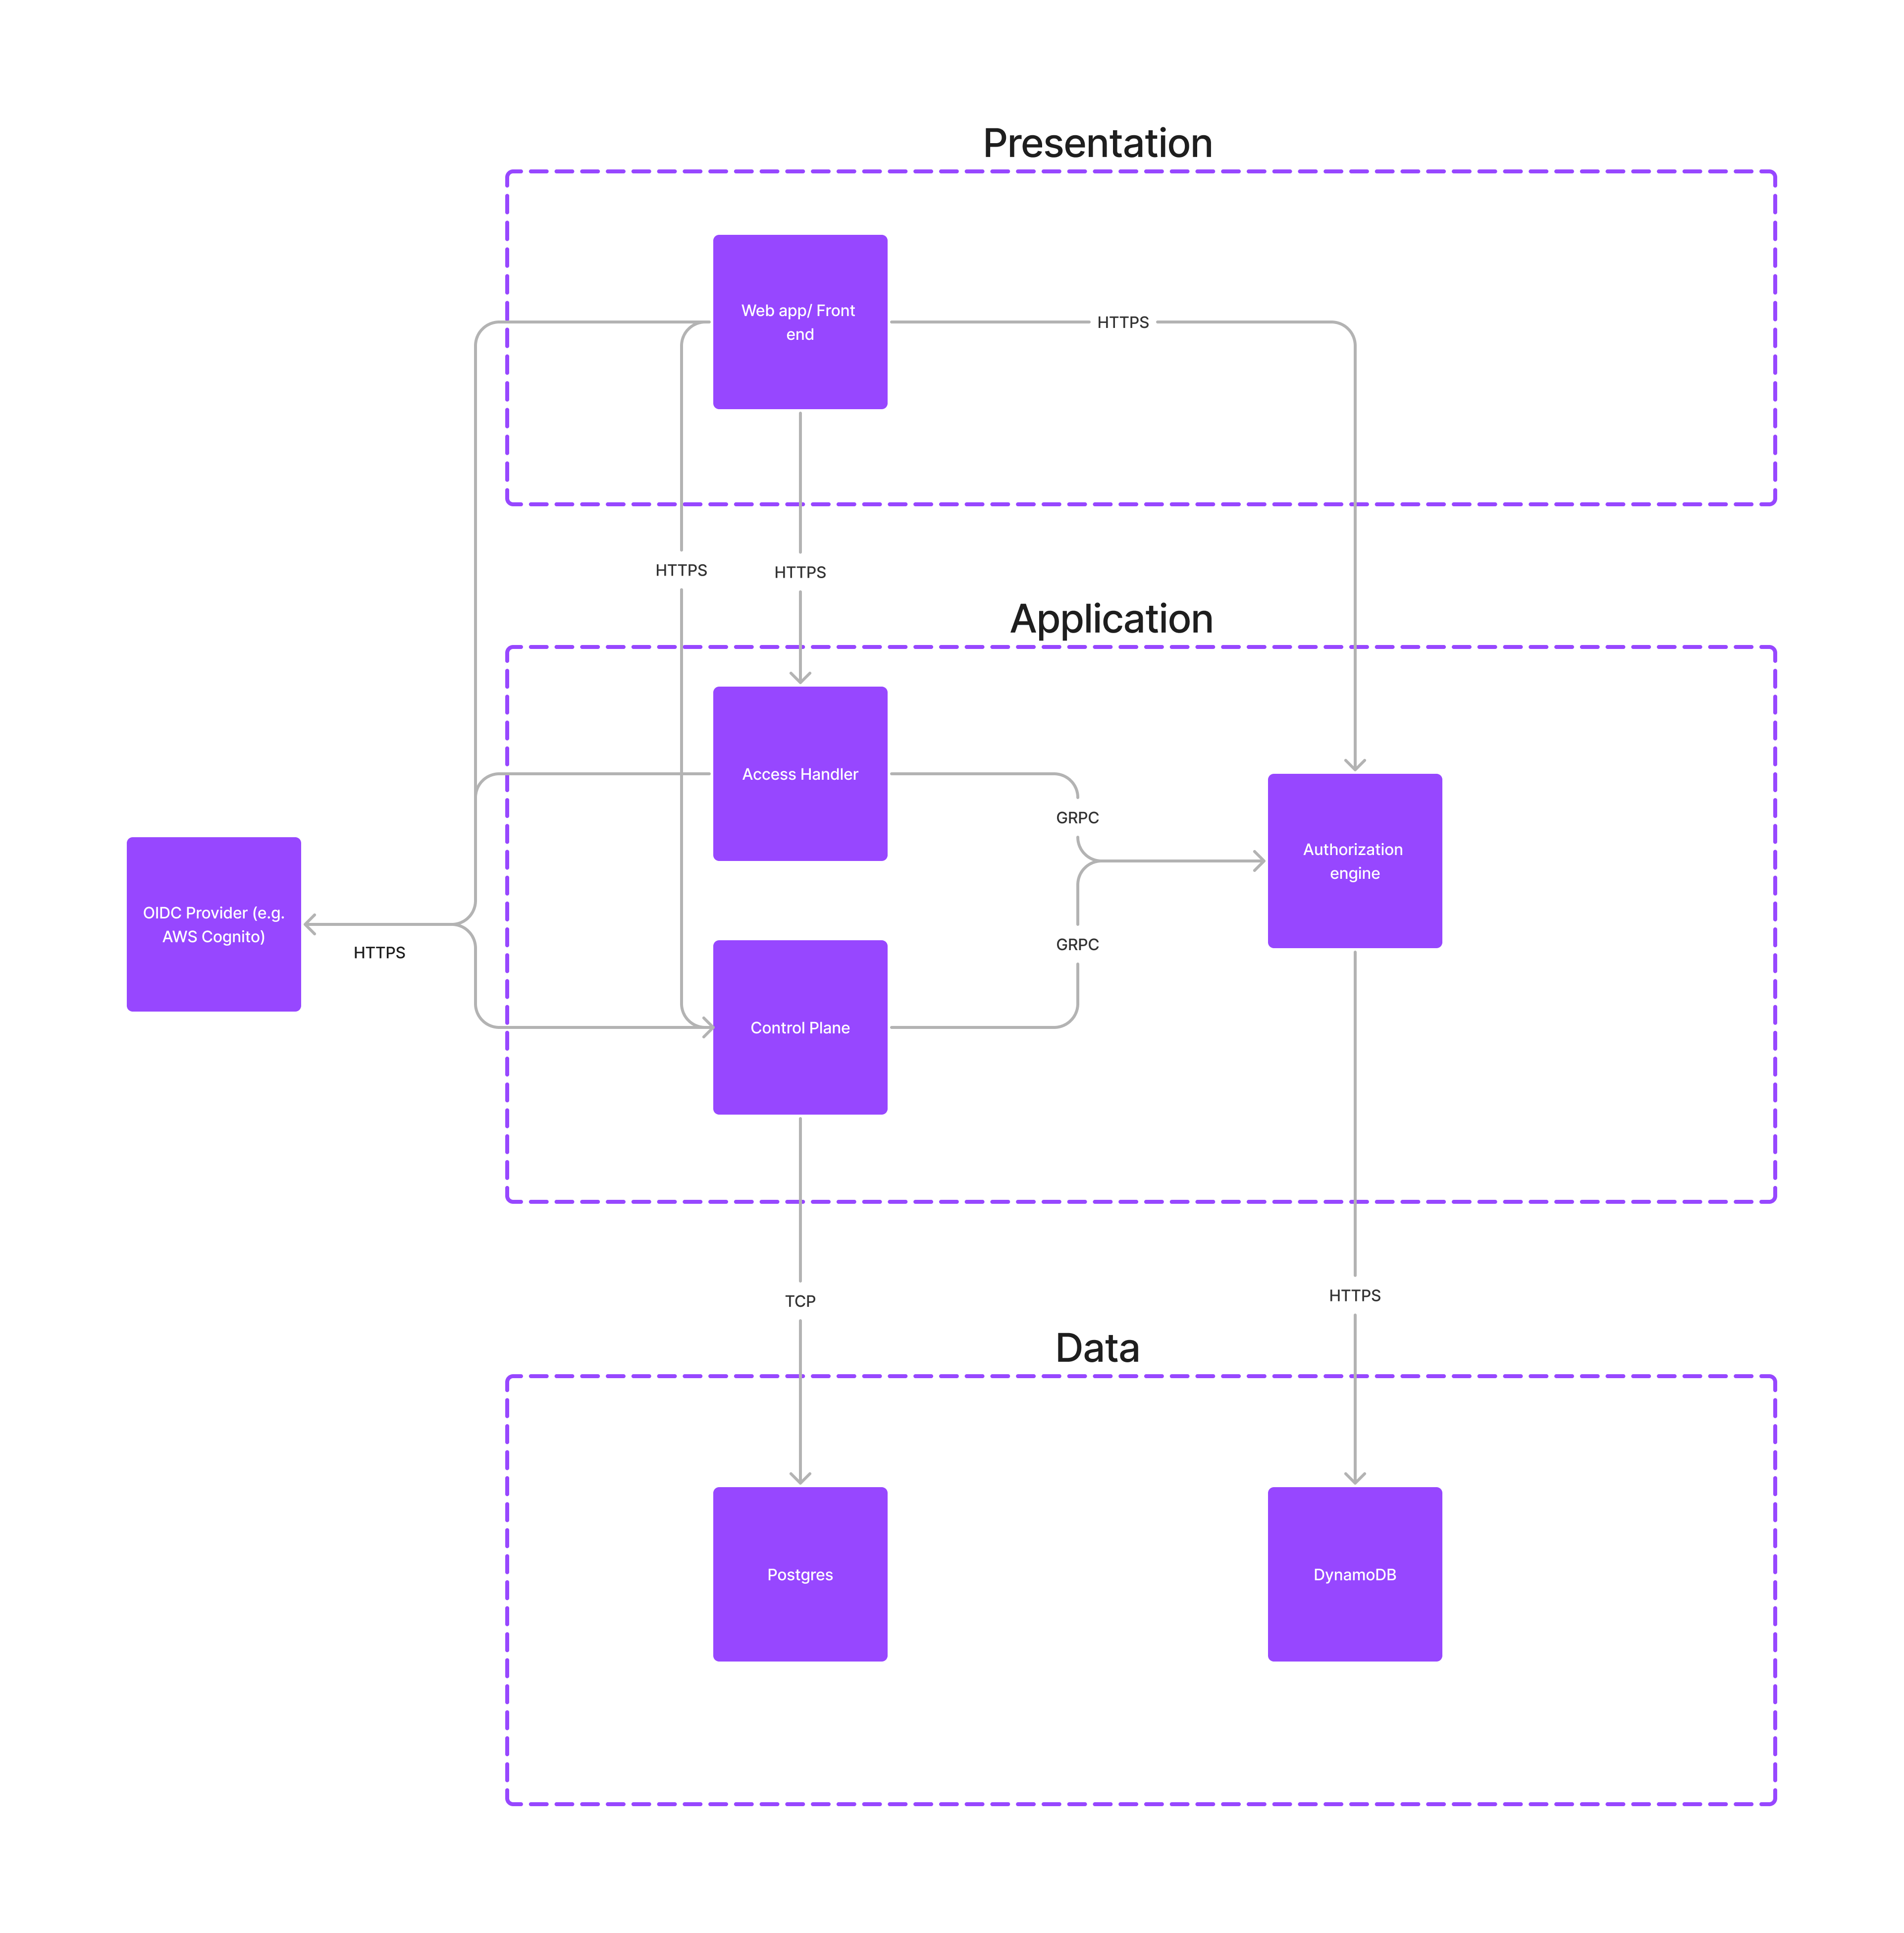 Presentation
Web app/ Front
end
HTTPS
HTTPS
HTTPS
Application
Access Handler
GRPC
Authorization
engine
OIDC Provider (e.g.
AWS Cognito)
HTTPS
GRPC
Control Plane
TCP
HTTPS
Data
Postgres
DynamoDB